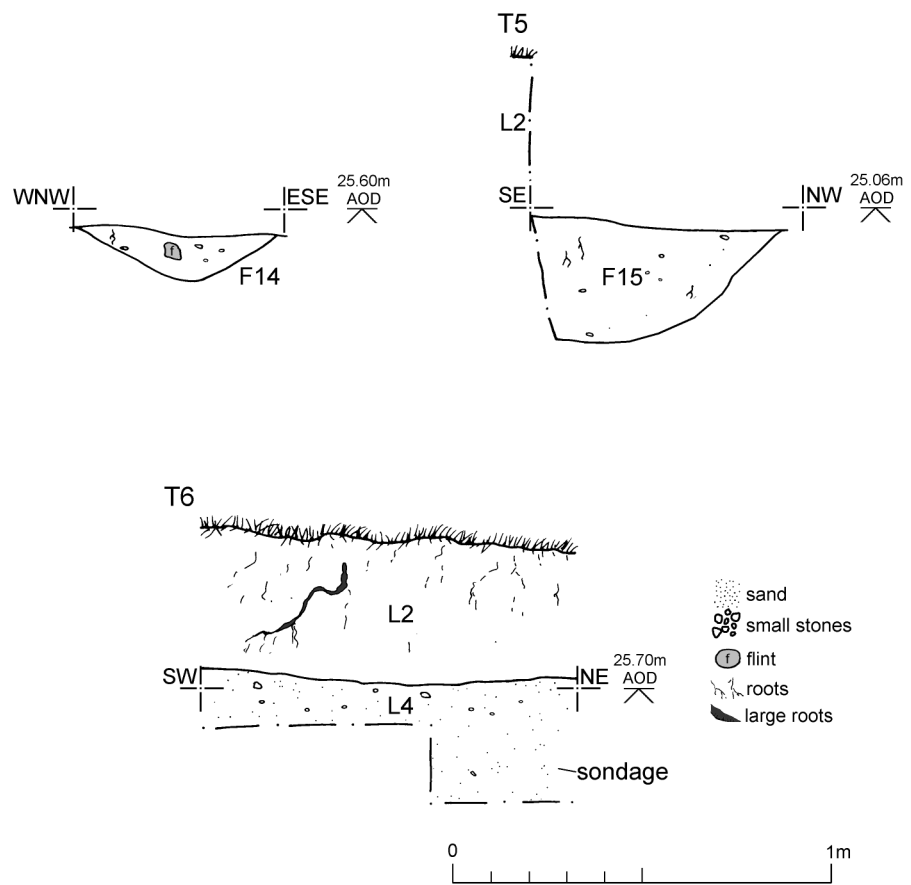 T5
L2
WNW
ESE
25.60m
AOD
f
F14
SE
NW
25.06m
AOD
F15
T6
L2
SW
NE
25.70m
AOD
L4
sondage
sand
small stones
f flint
roots
large roots
0 1m